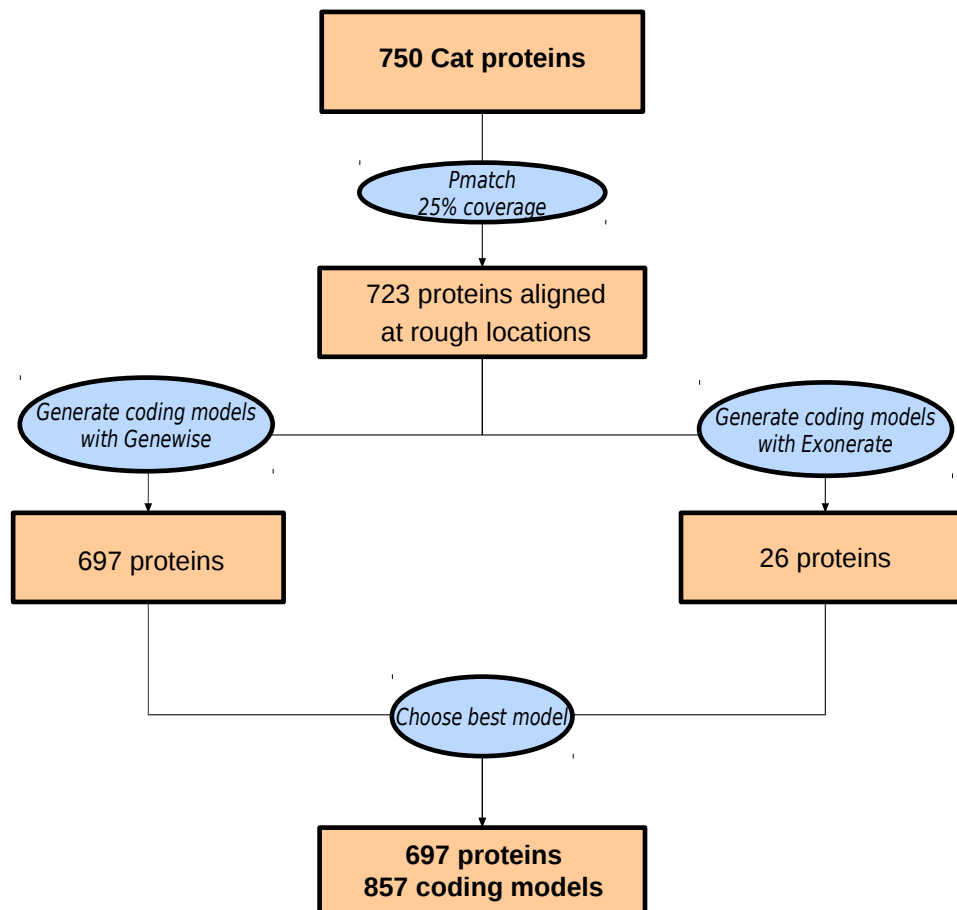 750 Cat proteins
Pmatch
25% coverage
723 proteins aligned
at rough locations
Generate coding models
with Genewise
Generate coding models
with Exonerate
697 proteins
26 proteins
Choose best model
697 proteins
857 coding models